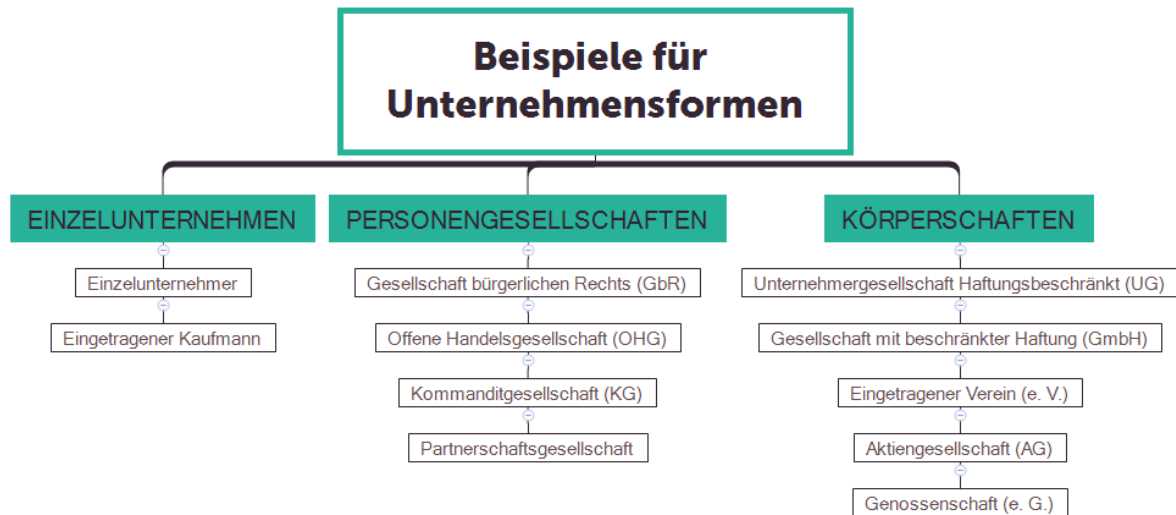 Beispiele für
Unternehmensformen
EINZELUNTERNEHMEN
Einzelunternehmer
Eingetragener Kaufmann
PERSONENGESELLSCHAFTEN
Gesellschaft bürgerlichen Rechts (GbR)
Offene Handelsgesellschaft (OHG)
Kommanditgesellschaft (KG)
Partnerschaftsgesellschaft
KÖRPERSCHAFTEN
Unternehmergesellschaft Haftungsbeschränkt (UG)
Gesellschaft mit beschränkter Haftung (GmbH)
Eingetragener Verein (e. V.)
Aktiengesellschaft (AG)
Genossenschaft (e. G.)